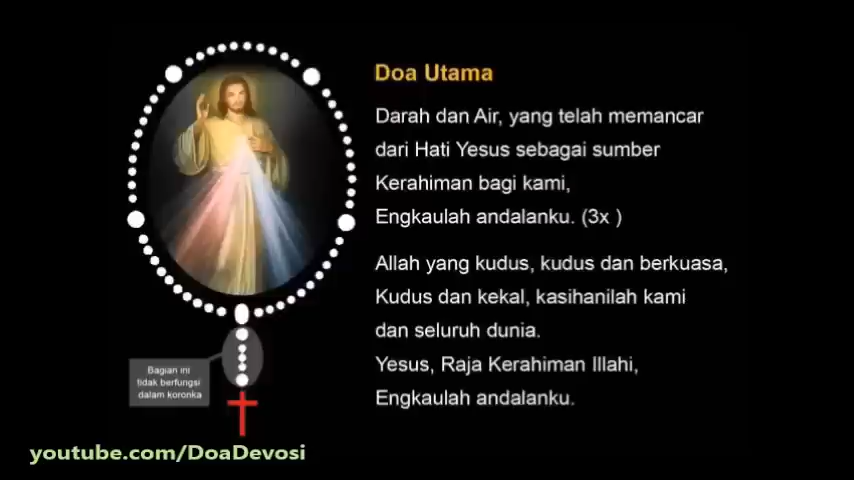 Doa Utama
Darah dan Air, yang telah memancar
dari Hati Yesus sebagai sumber
Kerahiman bagi kami,
Engkaulah andalanku. (3x )
Allah yang kudus, kudus dan berkuasa,
Kudus dan kekal, kasihanilah kami
dan seluruh dunia.
Yesus, Raja Kerahiman Illahi,
Engkaulah andalanku.
Bagian ini
tidak berfungsi
dalam koronka
youtube.com/DoaDevosi